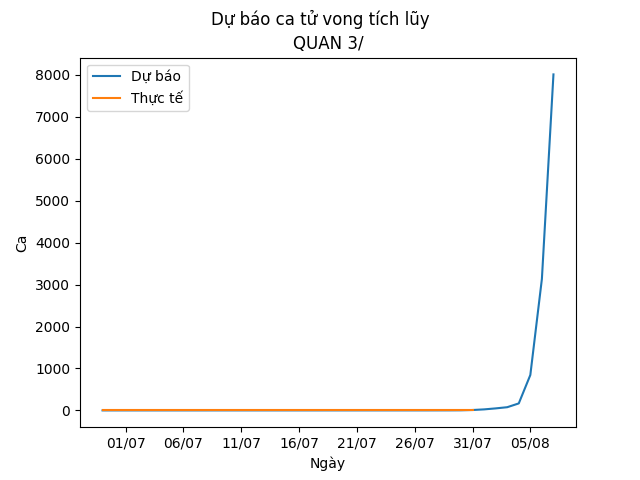 Dự báo ca tử vong tích lũy
QUAN 3/
Dự báo
Thực tế
8000
7000
6000
5000
4000
3000
2000
1000
0
Ca
01/07 06/07 11/07 16/07 21/07 26/07 31/07 05/08
Ngày